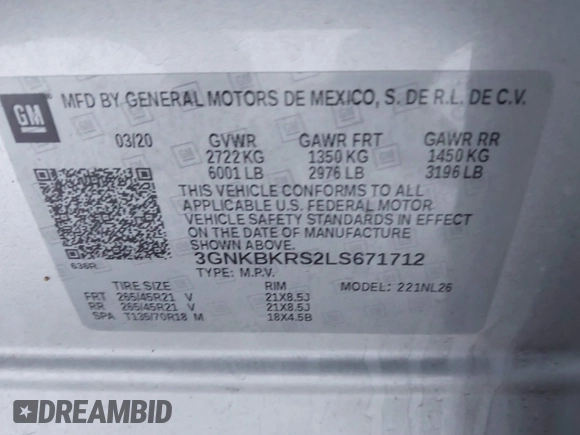 GM
MFD BY GENERAL MOTORS DE MEXICO, S. DE R.L. DE C.V.
03/20 GVWR GAWR FRT GAWR RR
2722 KG 1350 KG 1450 KG
6001 LB 2976 LB 3196 LB
THIS VEHICLE CONFORMS TO ALL
APPLICABLE U.S. FEDERAL MOTOR
VEHICLE SAFETY STANDARDS IN EFFECT
ON THE DATE OF MANUFACTURE
SHOWN ABOVE.
636R
3GNKBKRS2LS671712
TYPE: M.P.V.
TIRE SIZE RIM MODEL: 221NL26
FRT 265/45R21 V 21X8.5J
RR 265/45R21 V 21X8.5J
SPA T135/70R18 M 18X4.5B
DREAMBID